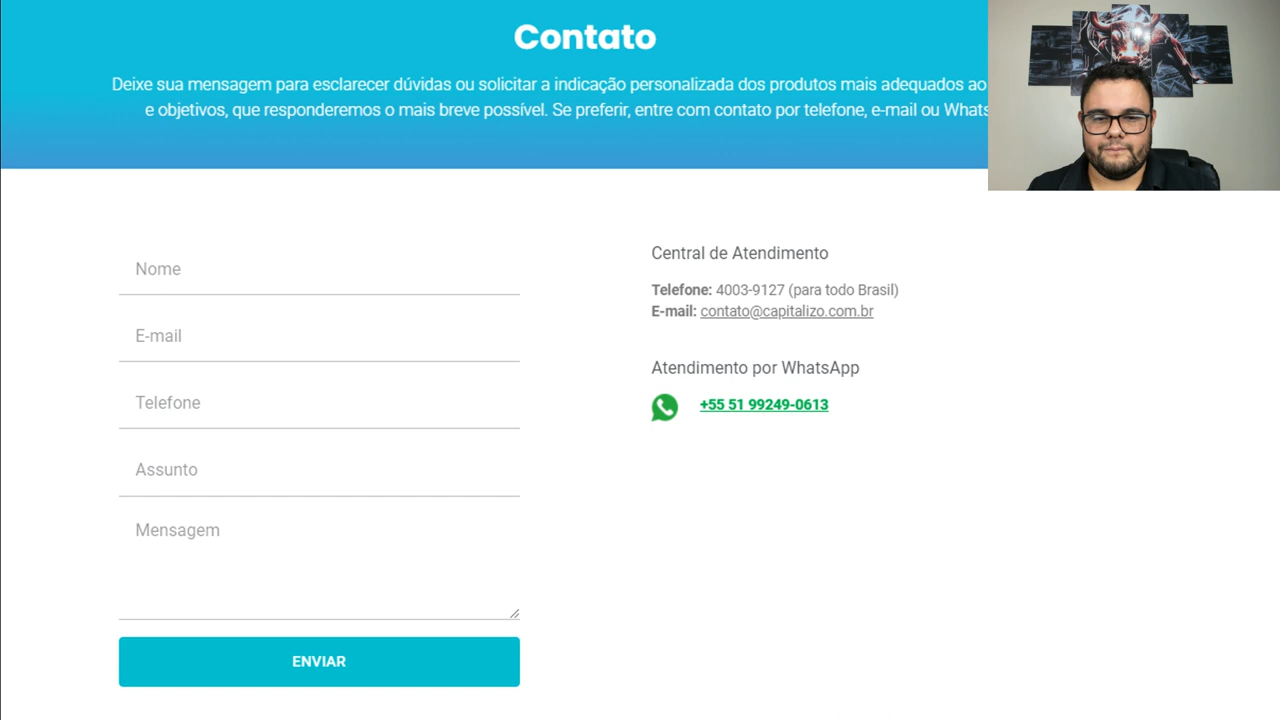 Contato
Deixe sua mensagem para esclarecer dúvidas ou solicitar a indicação personalizada dos produtos mais adequados ao
e objetivos, que responderemos o mais breve possível. Se preferir, entre com contato por telefone, e-mail ou Whats
Nome
E-mail
Telefone
Assunto
Mensagem
ENVIAR
Central de Atendimento
Telefone: 4003-9127 (para todo Brasil)
E-mail: contato@capitalizo.com.br
Atendimento por WhatsApp
+55 51 99249-0613